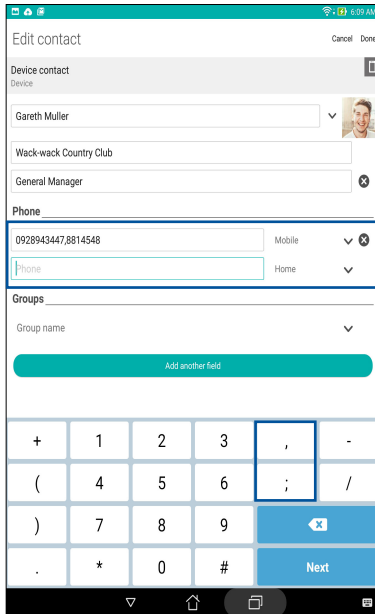 6:09 AM
Edit contact Cancel Done
Device contact
Device
Gareth Muller
Wack-wack Country Club
General Manager
Phone
0928943447,8814548 Mobile
Phone Home
Groups
Group name
Add another field
+ 1 2 3 , -
( 4 5 6 ; /
) 7 8 9
. * 0 # Next